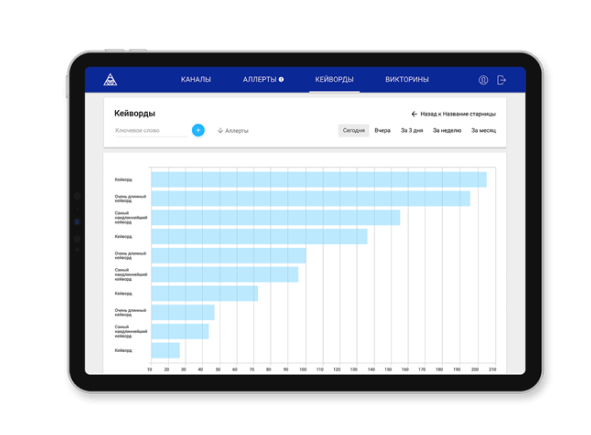 КАНАЛЫ АЛЛЕРТЫ КЕЙВОРДЫ ВИКТОРИНЫ
Кейворды
Назад к Название старницы
Ключевое слово + Аллерты
Сегодня Вчера За 3 дня За неделю За месяц
Кейворд
Очень длинный
кейворд
Самый
наидлиннейший
кейворд
Кейворд
Очень длинный
кейворд
Самый
наидлиннейший
кейворд
Кейворд
Очень длинный
кейворд
Самый
наидлиннейший
кейворд
Кейворд
10 20 30 40 50 60 70 80 90 100 110 120 130 140 150 160 170 180 190 200 210